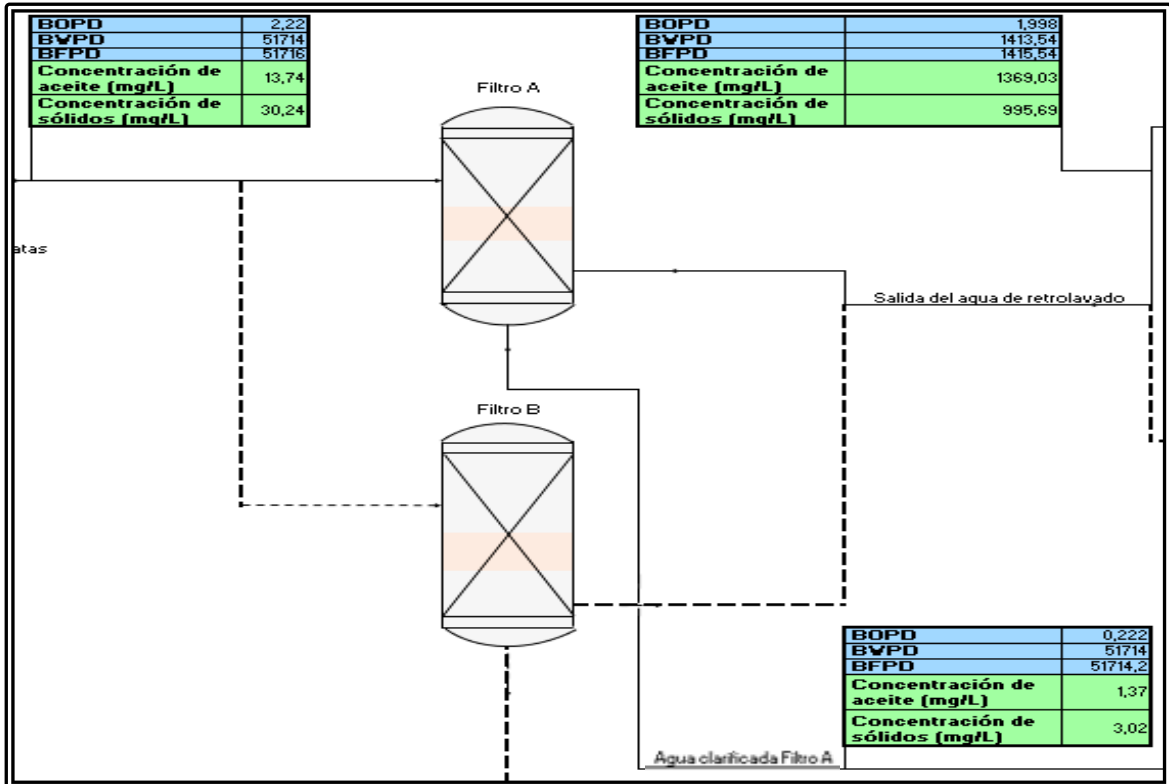 BOPD 2,22
BWPD 51714
BFPD 51716
Concentración de
aceite (mg/L) 13,74
Concentración de
sólidos (mg/L) 30,24
BOPD 1,998
BWPD 1413,54
BFPD 1415,54
Concentración de
aceite (mg/L) 1369,03
Concentración de
sólidos (mg/L) 995,69
Filtro A
atas
Salida del agua de retrolavado
Filtro B
BOPD 0,222
BWPD 51714
BFPD 51714,2
Concentración de
aceite (mg/L) 1,37
Concentración de
sólidos (mg/L) 3,02
Agua clarificada Filtro A